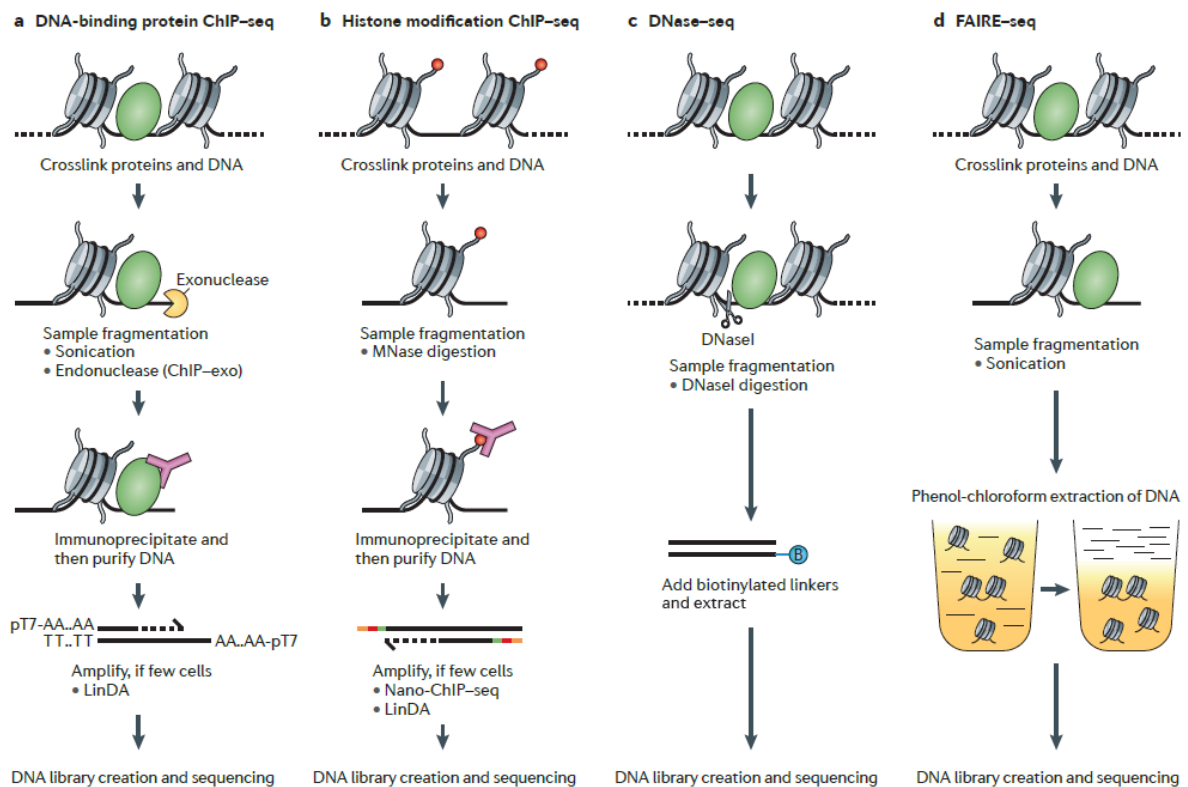 a DNA-binding protein ChIP–seq
Crosslink proteins and DNA
Exonuclease
Sample fragmentation
• Sonication
• Endonuclease (ChIP–exo)
Immunoprecipitate and
then purify DNA
pT7-AA..AA
TT..TT
AA..AA-pT7
Amplify, if few cells
• LinDA
DNA library creation and sequencing
b Histone modification ChIP–seq
Crosslink proteins and DNA
Sample fragmentation
• MNase digestion
Immunoprecipitate and
then purify DNA
Amplify, if few cells
• Nano-ChIP–seq
• LinDA
DNA library creation and sequencing
c DNase–seq
DNaseI
Sample fragmentation
• DNaseI digestion
B
Add biotinylated linkers
and extract
DNA library creation and sequencing
d FAIRE–seq
Crosslink proteins and DNA
Sample fragmentation
• Sonication
Phenol-chloroform extraction of DNA
DNA library creation and sequencing